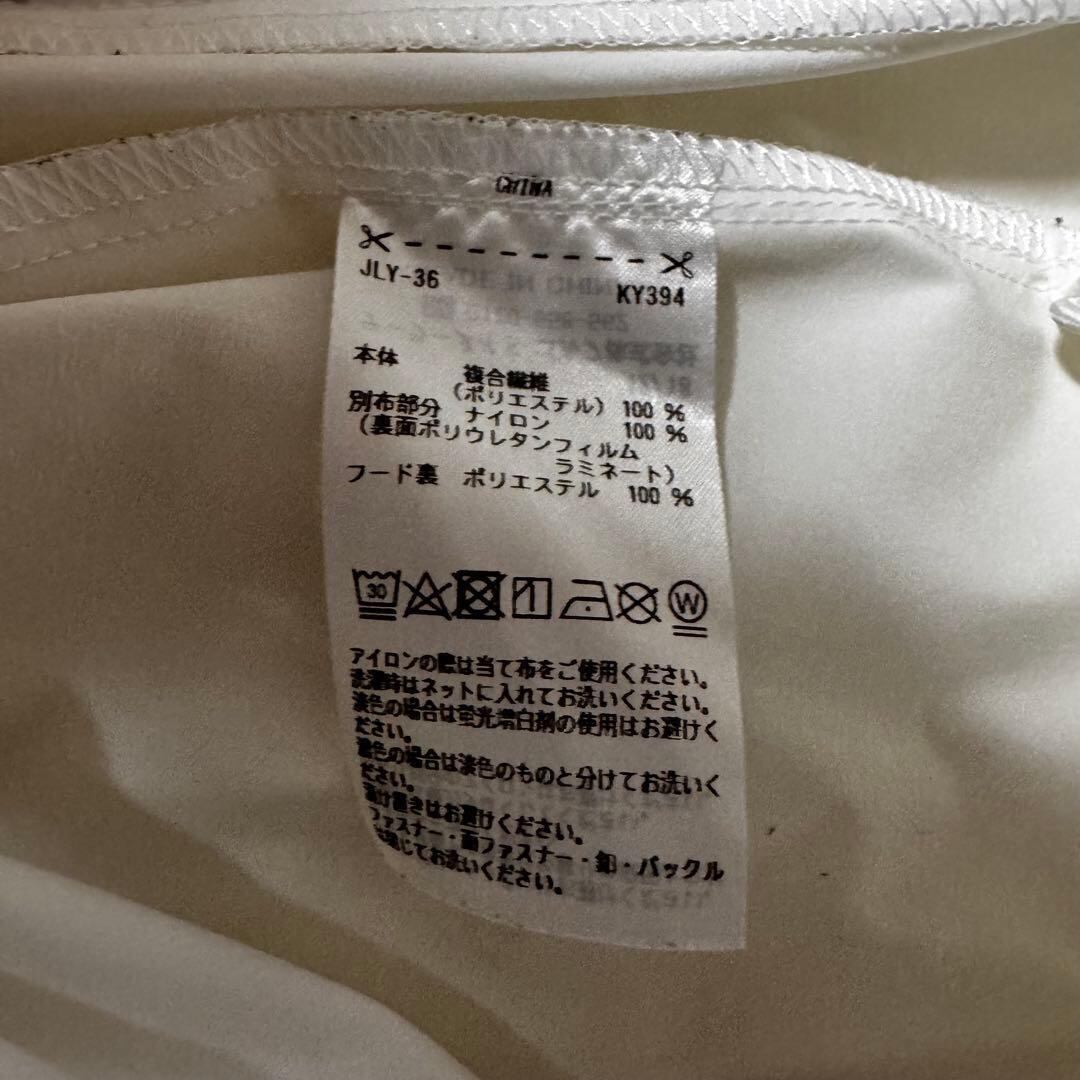 CHINA
JLY-36 KY394
本体 複合繊維
(ポリエステル) 100 %
別布部分 ナイロン 100 %
(裏面ポリウレタンフィルム
ラミネート)
フード裏 ポリエステル 100 %
30 W
アイロンの際は当て布をご使用ください。
洗濯時はネットに入れてお洗いください。
淡色の場合は蛍光増白剤の使用はお避けく
ださい。
濃色の場合は淡色のものと分けてお洗いく
ださい。
漬け置きはお避けください。
ファスナー・面ファスナー・釦・バックル
は閉じてお洗いください。